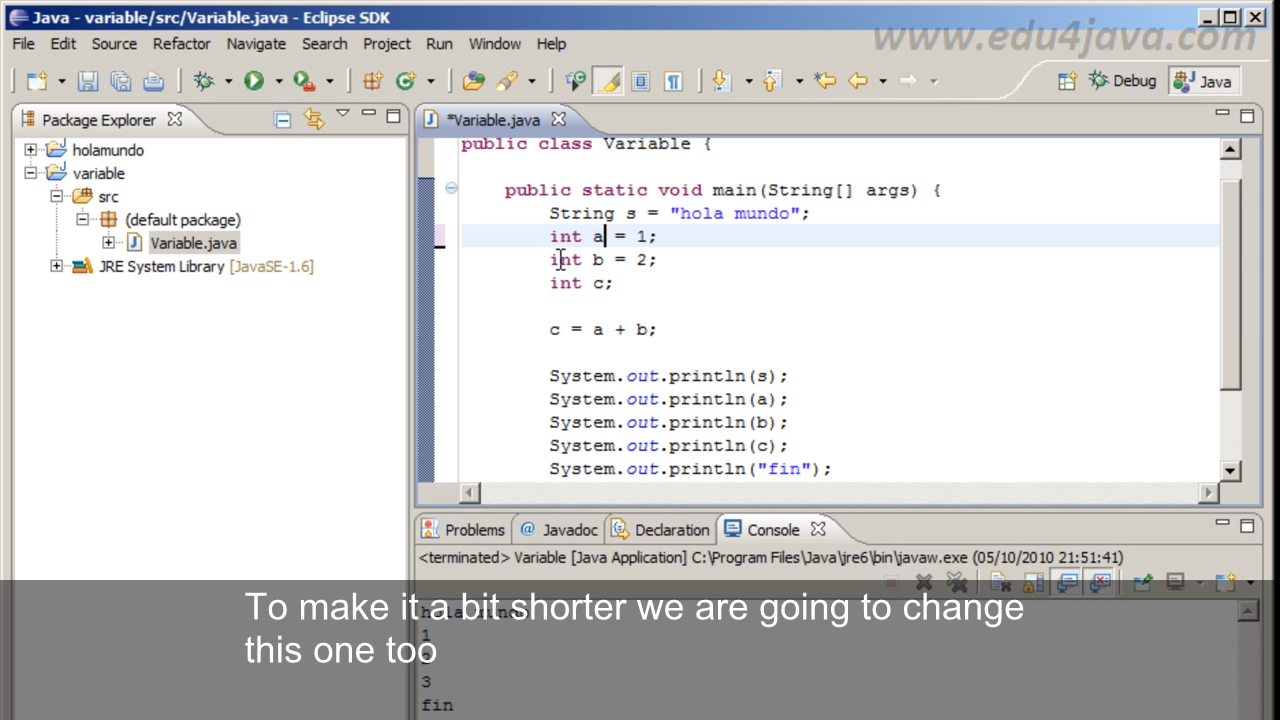 Java - variable/src/Variable.java - Eclipse SDK
www.edu4java.com
File Edit Source Refactor Navigate Search Project Run Window Help
Debug Java
Package Explorer
holamundo
variable
src
(default package)
Variable.java
JRE System Library [JavaSE-1.6]
*Variable.java
public class Variable {
public static void main(String[] args) {
String s = "hola mundo";
int a = 1;
int b = 2;
int c;
c = a + b;
System.out.println(s);
System.out.println(a);
System.out.println(b);
System.out.println(c);
System.out.println("fin");
Problems @ Javadoc Declaration Console
<terminated> Variable [Java Application] C:\Program Files\Java\jre6\bin\javaw.exe (05/10/2010 21:51:41)
To make it a bit shorter we are going to change
this one too
1
3
fin